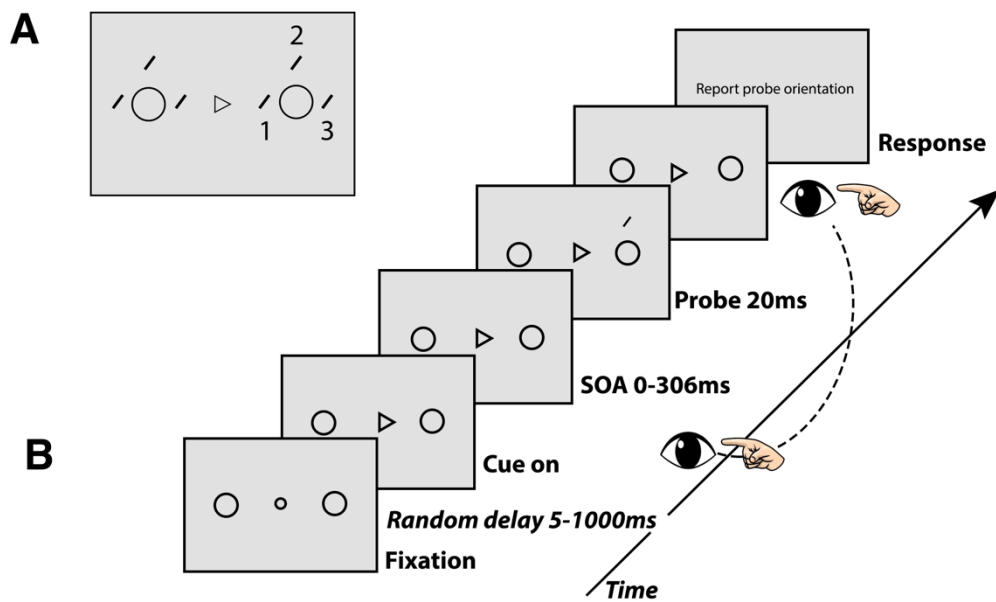 A
2
1
3
Report probe orientation
Response
Probe 20ms
SOA 0-306ms
B
Cue on
Random delay 5-1000ms
Fixation
Time